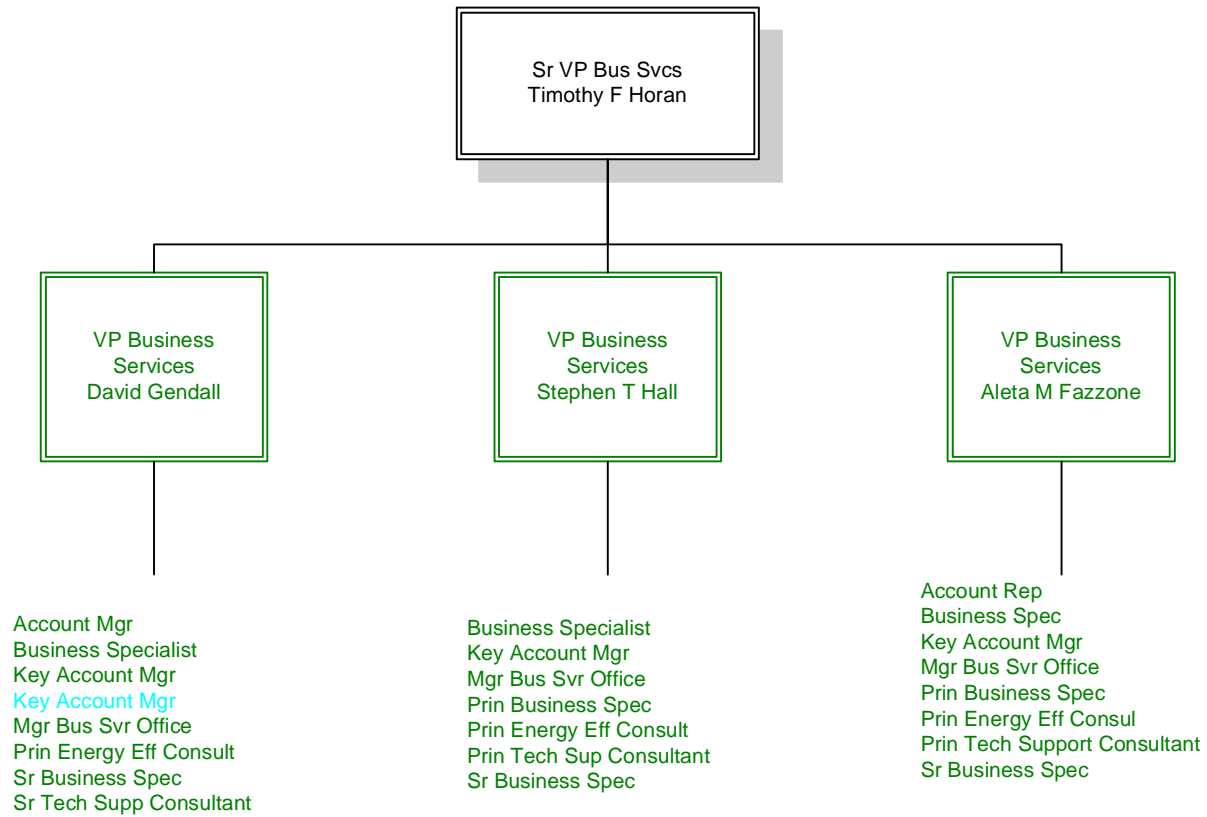 Sr VP Bus Svcs
Timothy F Horan
VP Business
Services
David Gendall
VP Business
Services
Stephen T Hall
VP Business
Services
Aleta M Fazzone
Account Mgr
Business Specialist
Key Account Mgr
Key Account Mgr
Mgr Bus Svr Office
Prin Energy Eff Consult
Sr Business Spec
Sr Tech Supp Consultant
Business Specialist
Key Account Mgr
Mgr Bus Svr Office
Prin Business Spec
Prin Energy Eff Consult
Prin Tech Sup Consultant
Sr Business Spec
Account Rep
Business Spec
Key Account Mgr
Mgr Bus Svr Office
Prin Business Spec
Prin Energy Eff Consul
Prin Tech Support Consultant
Sr Business Spec